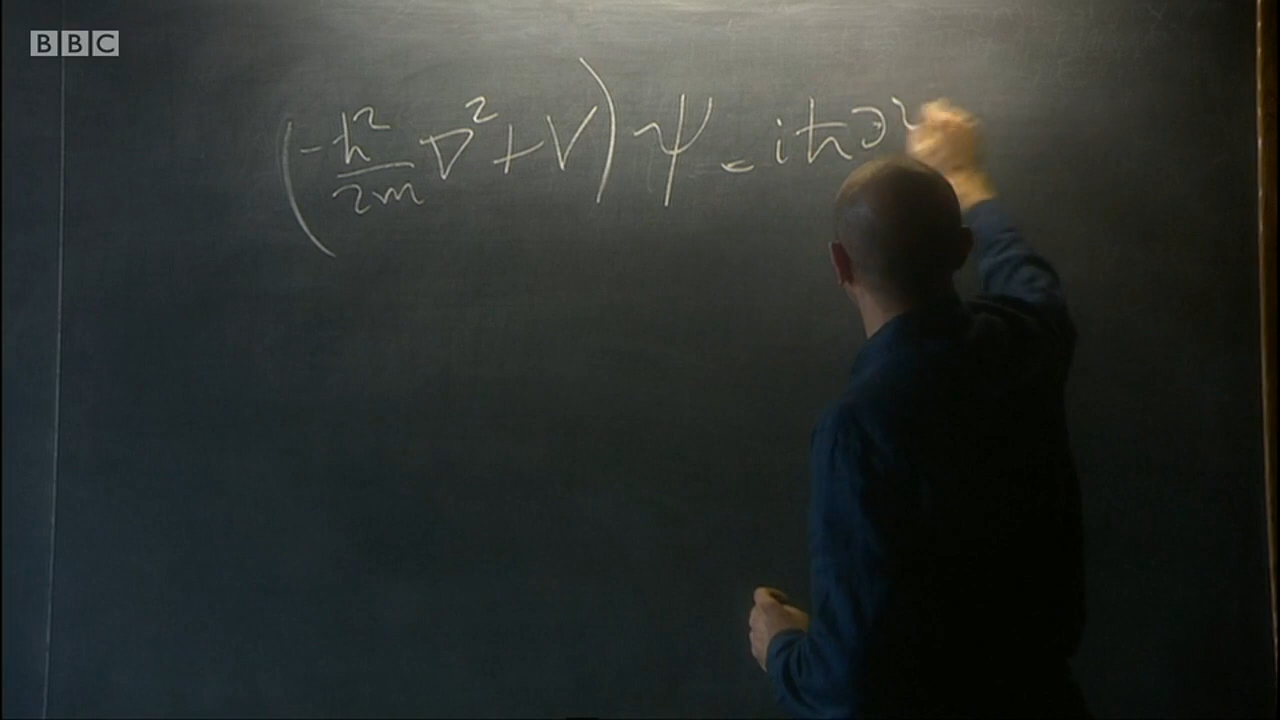 BBC
(-ħ²/2m ∇² + V) ψ = iħ∂